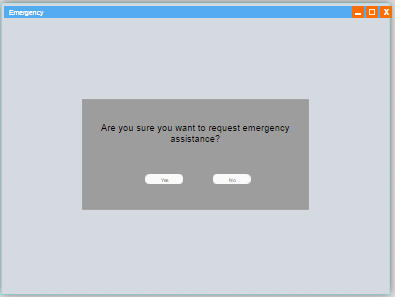 Emergency
Are you sure you want to request emergency
assistance?
Yes
No